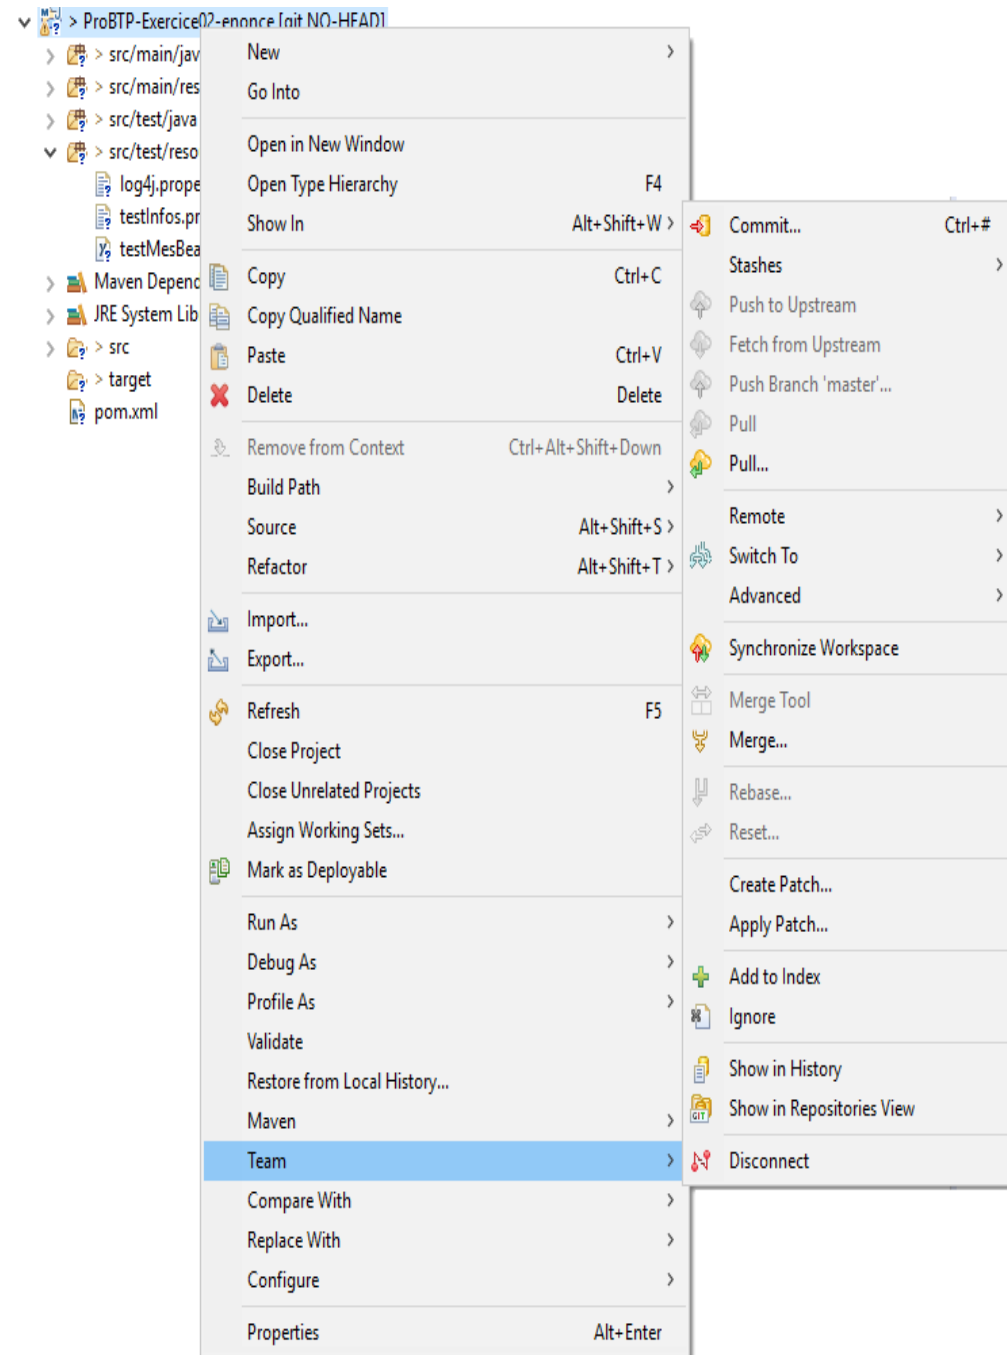 > ProBTP-Exercice02-enonce [git NO-HEAD]
> src/main/jav
> src/main/res
> src/test/java
> src/test/reso
log4j.prope
testInfos.pr
testMesBea
Maven Depend
JRE System Lib
> src
> target
pom.xml
New
Go Into
Open in New Window
Open Type Hierarchy F4
Show In Alt+Shift+W >
Copy Ctrl+C
Copy Qualified Name
Paste Ctrl+V
Delete Delete
Remove from Context Ctrl+Alt+Shift+Down
Build Path
Source Alt+Shift+S >
Refactor Alt+Shift+T >
Import...
Export...
Refresh F5
Close Project
Close Unrelated Projects
Assign Working Sets...
Mark as Deployable
Run As
Debug As
Profile As
Validate
Restore from Local History...
Maven
Team
Compare With
Replace With
Configure
Properties Alt+Enter
Commit... Ctrl+#
Stashes
Push to Upstream
Fetch from Upstream
Push Branch 'master'...
Pull
Pull...
Remote
Switch To
Advanced
Synchronize Workspace
Merge Tool
Merge...
Rebase...
Reset...
Create Patch...
Apply Patch...
Add to Index
Ignore
Show in History
GIT Show in Repositories View
Disconnect